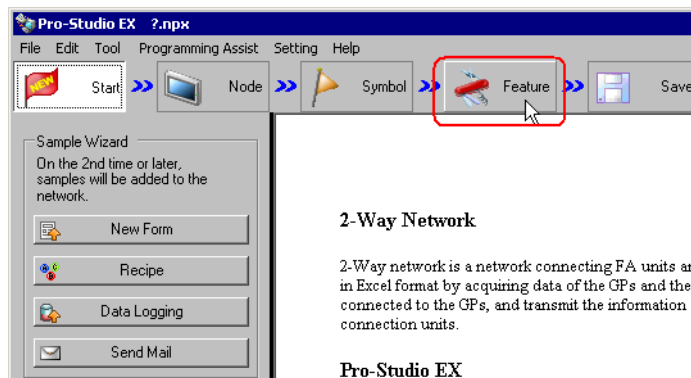 Pro-Studio EX ?.npx
File Edit Tool Programming Assist Setting Help
NEW Start Node Symbol Feature Save
Sample Wizard
On the 2nd time or later,
samples will be added to the
network.
New Form
Recipe
Data Logging
Send Mail
2-Way Network
2-Way network is a network connecting FA units
in Excel format by acquiring data of the GPs and the
connected to the GPs, and transmit the information
connection units.
Pro-Studio EX